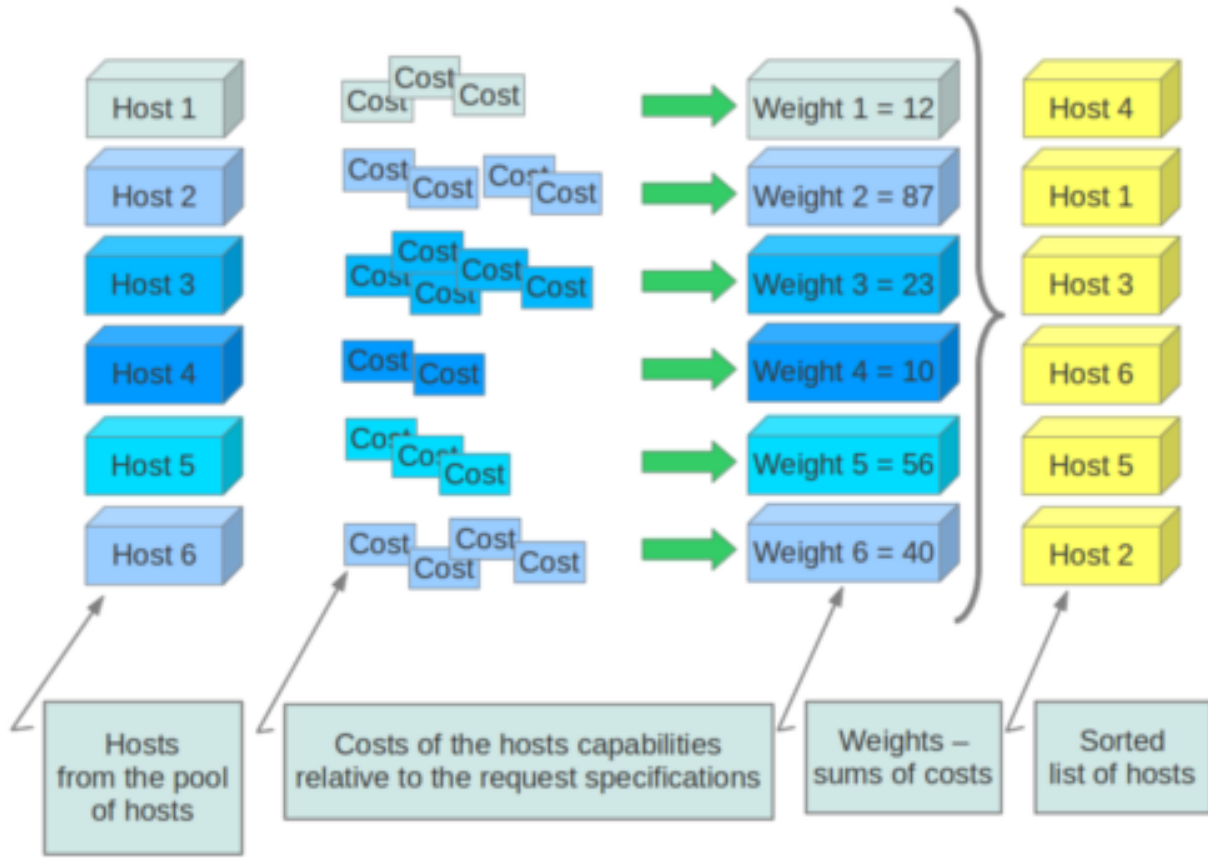 Host 1
Cost
Cost
Cost
Weight 1 = 12
Host 4
Host 2
Cost
Cost
Cost
Cost
Weight 2 = 87
Host 1
Host 3
Cost
Cost
Cost
Cost
Cost
Weight 3 = 23
Host 3
Host 4
Cost
Cost
Weight 4 = 10
Host 6
Host 5
Cost
Cost
Cost
Weight 5 = 56
Host 5
Host 6
Cost
Cost
Cost
Cost
Weight 6 = 40
Host 2
Hosts
from the pool
of hosts
Costs of the hosts capabilities
relative to the request specifications
Weights –
sums of costs
Sorted
list of hosts